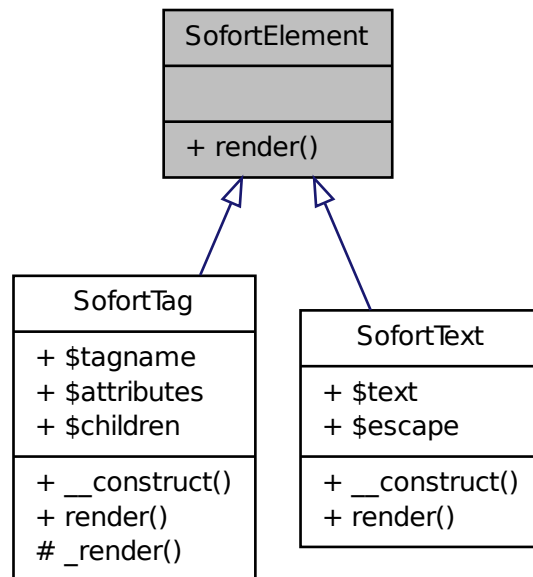 SofortElement
+ render()
SofortTag
+ $tagname
+ $attributes
+ $children
+ __construct()
+ render()
# _render()
SofortText
+ $text
+ $escape
+ __construct()
+ render()